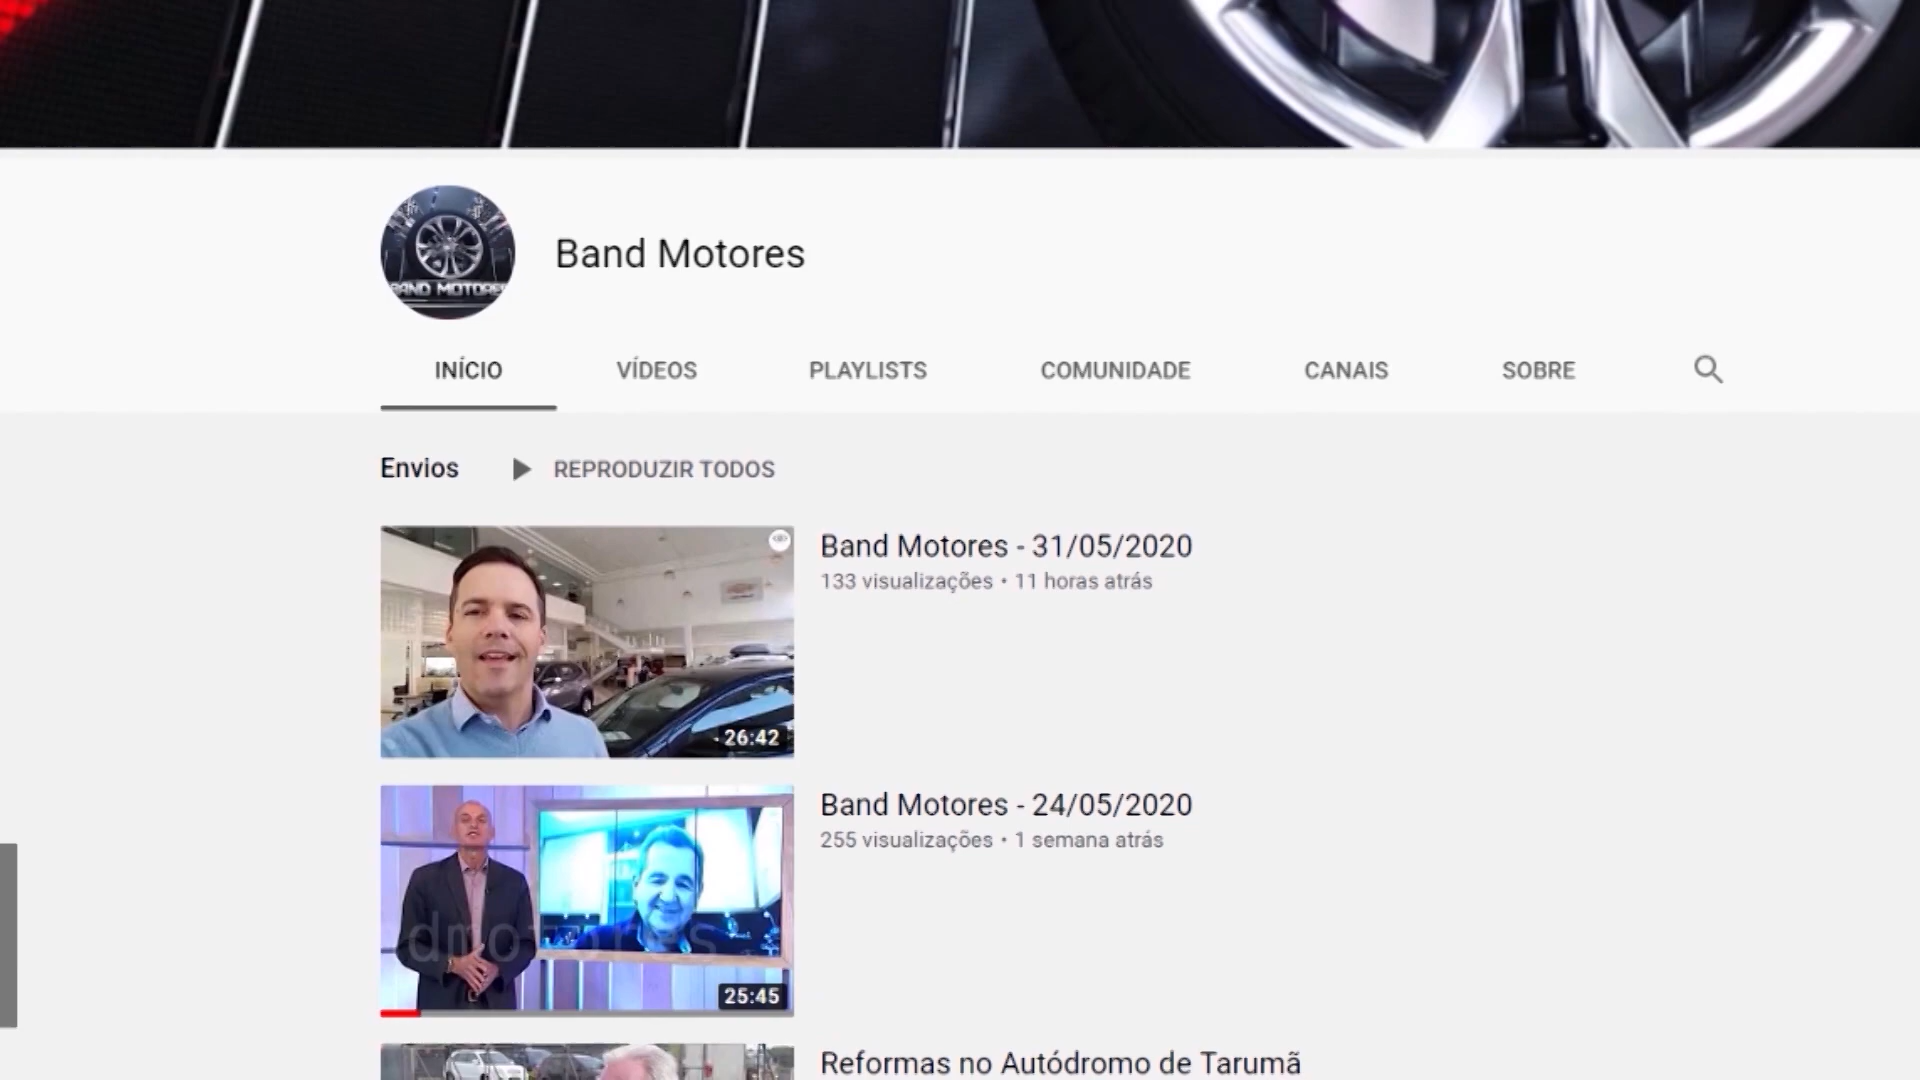 BAND MOTORES
Band Motores
INÍCIO VÍDEOS PLAYLISTS COMUNIDADE CANAIS SOBRE
Envios REPRODUZIR TODOS
Band Motores - 31/05/2020
133 visualizações • 11 horas atrás
26:42
Band Motores - 24/05/2020
255 visualizações • 1 semana atrás
dmotores
25:45
Reformas no Autódromo de Tarumã